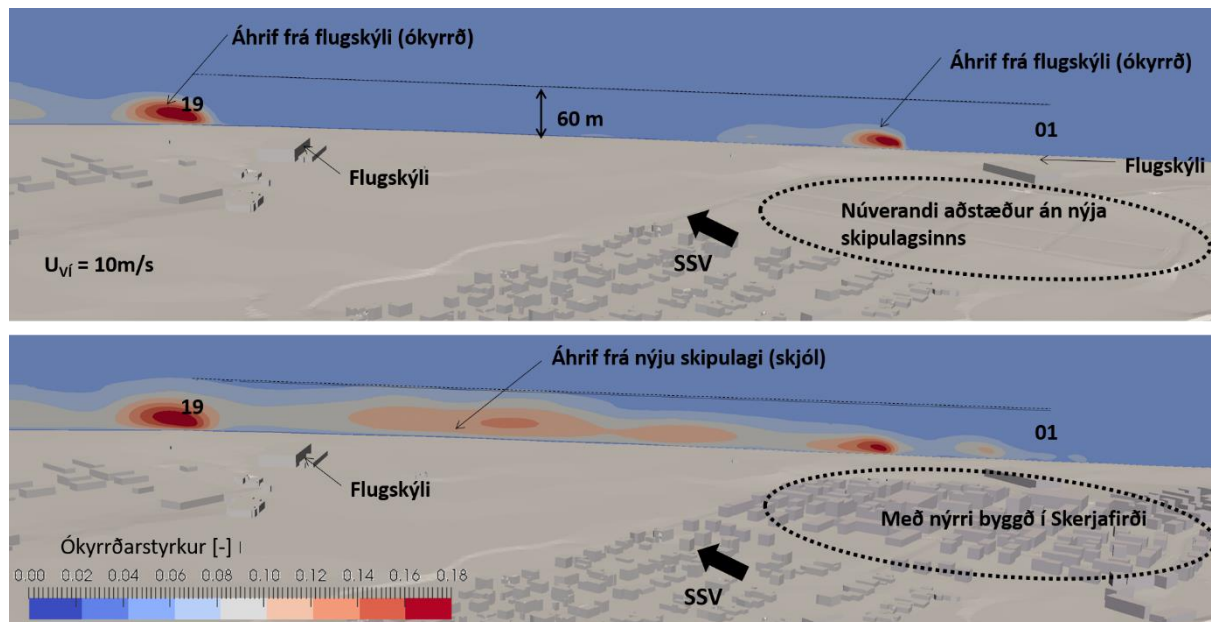 Áhrif frá flugskýli (ókyrrð)
Áhrif frá flugskýli (ókyrrð)
19
60 m
01
Flugskýli
Flugskýli
Núverandi aðstæður án nýja
skipulagsinns
SSV
U_VÍ = 10m/s
Áhrif frá nýju skipulagi (skjól)
19
01
Flugskýli
Með nýrri byggð í Skerjafirði
Ókyrrðarstyrkur [-]
0.00 0.02 0.04 0.06 0.08 0.10 0.12 0.14 0.16 0.18
SSV